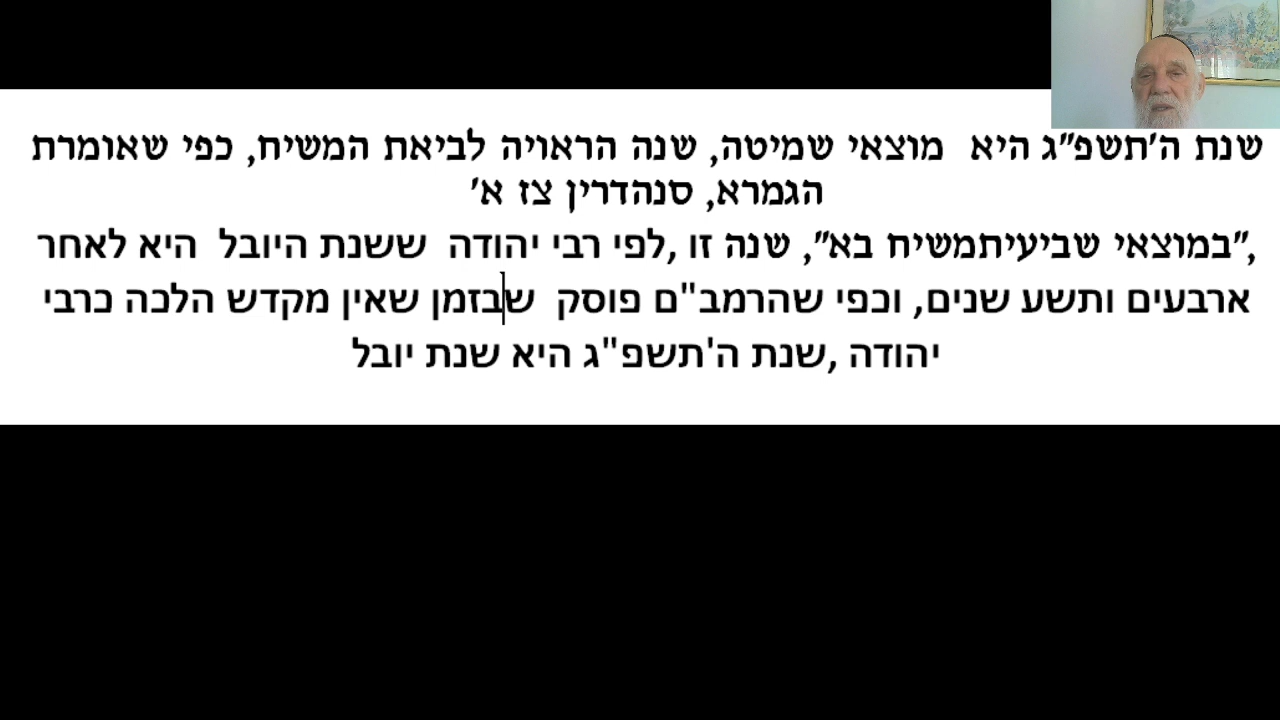 שנת ה'תשפ"ג היא מוצאי שמיטה, שנה הראויה לביאת המשיח, כפי שאומרת
הגמרא, סנהדרין צז א'
,"במוצאי שביעיתמשיח בא", שנה זו ,לפי רבי יהודה ששנת היובל היא לאחר
ארבעים ותשע שנים, וכפי שהרמב"ם פוסק שבזמן שאין מקדש הלכה כרבי
יהודה ,שנת ה'תשפ"ג היא שנת יובל